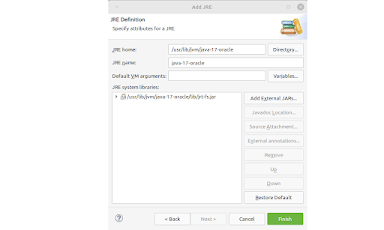 Add JRE
JRE Definition
Specify attributes for a JRE
JRE home:
/usr/lib/jvm/java-17-oracle
Directory...
JRE name:
java-17-oracle
Default VM arguments:
Variables...
JRE system libraries:
/usr/lib/jvm/java-17-oracle/lib/jrt-fs.jar
Add External JARs...
Javadoc Location...
Source Attachment...
External annotations...
Remove
Up
Down
Restore Default
< Back
Next >
Cancel
Finish